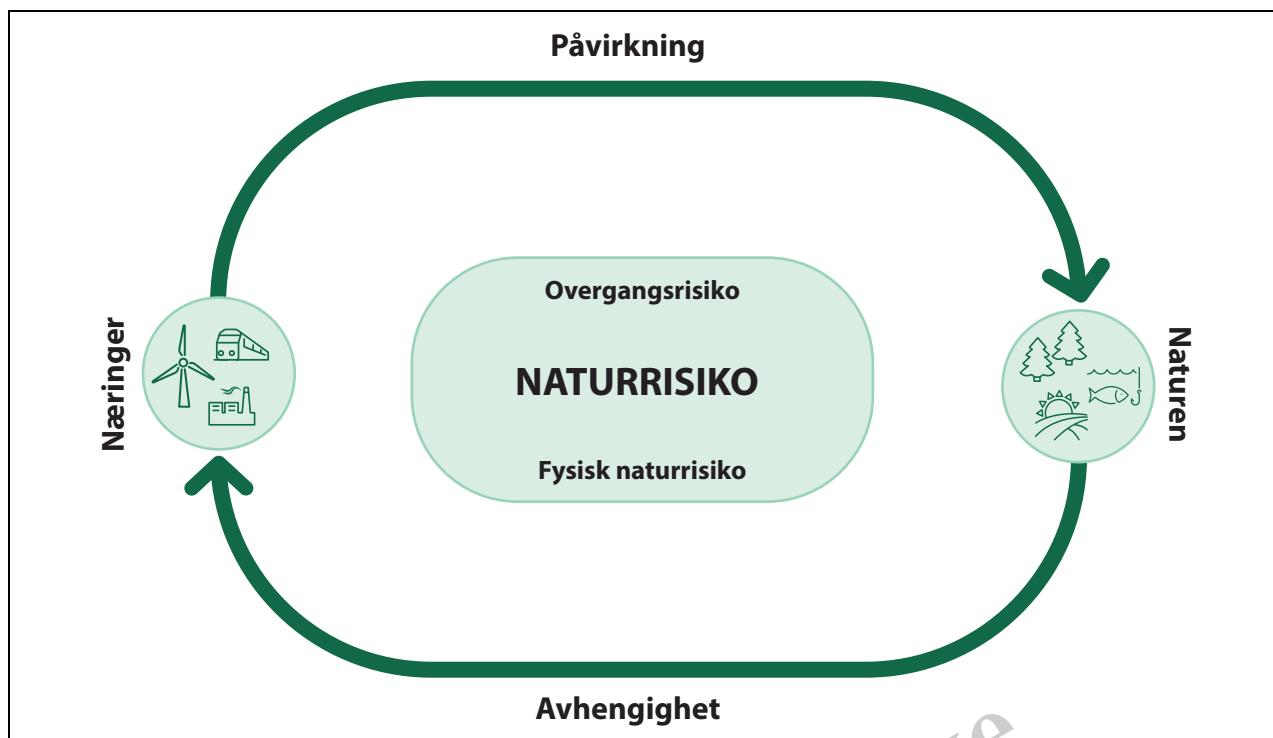 Påvirkning
Overgangsrisiko
Næringer
NATURRISIKO
Naturen
Fysisk naturrisiko
Avhengighet